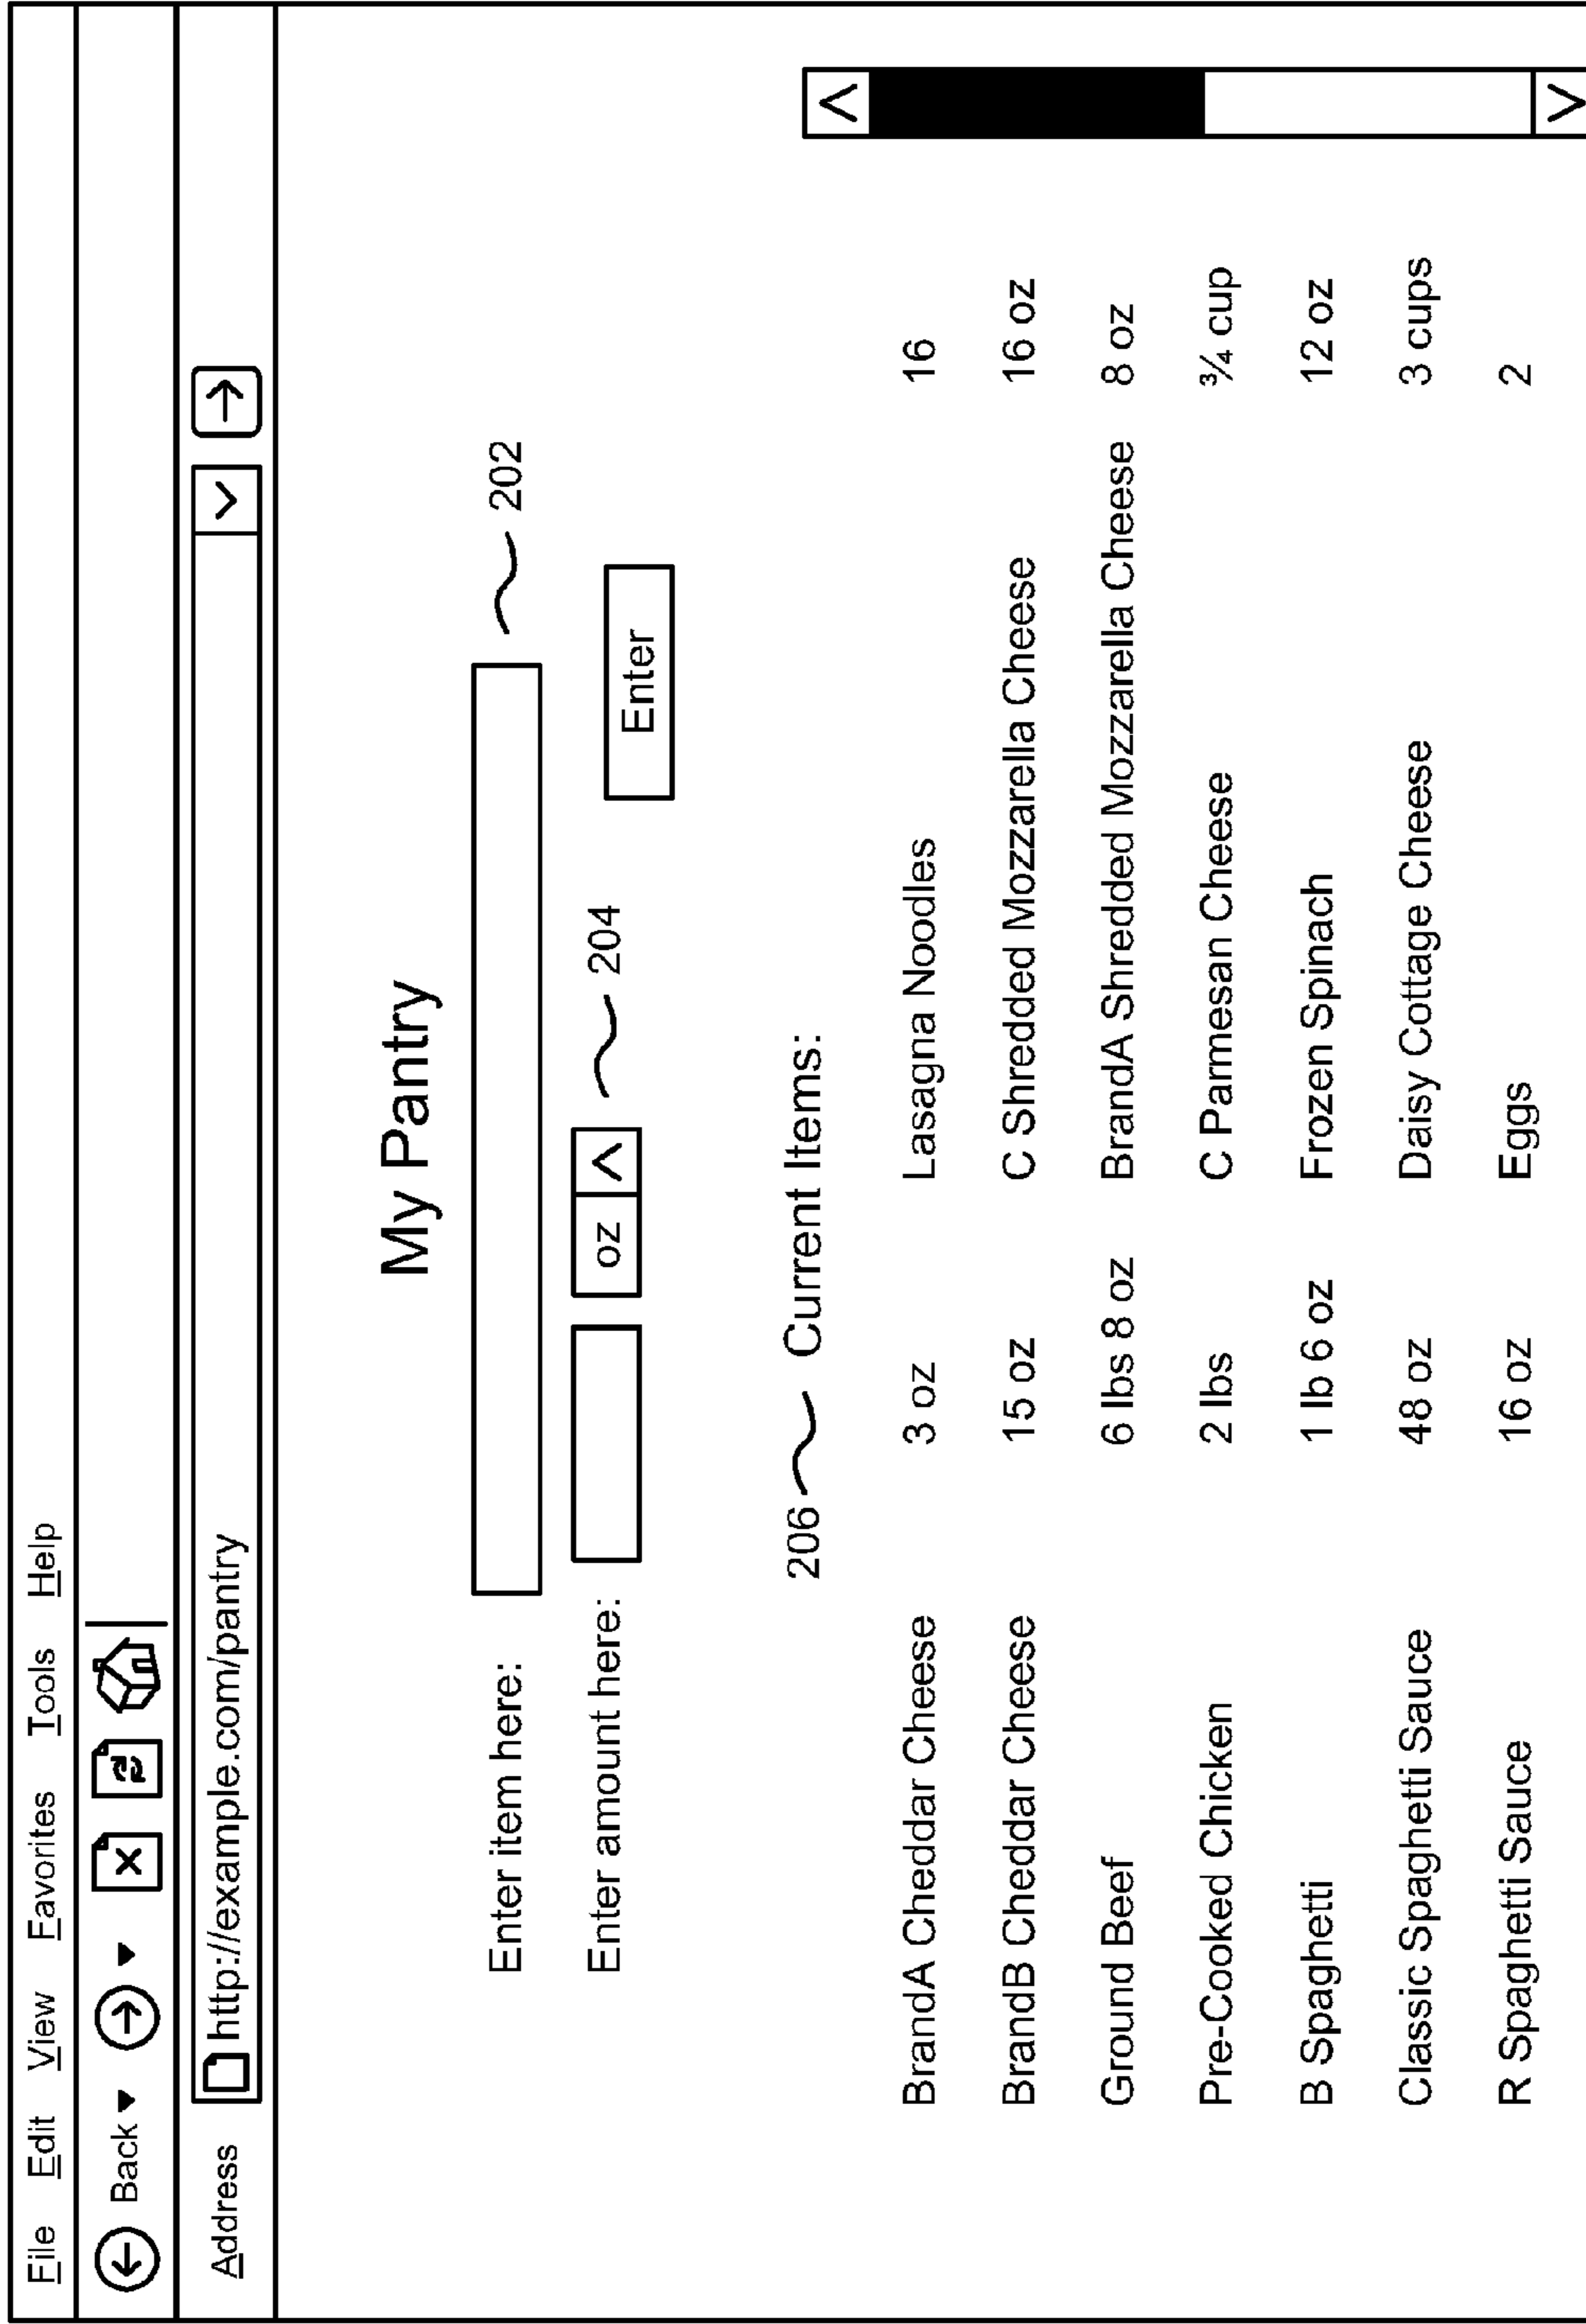 File Edit View Favorites Tools Help
Back
Address http://example.com/pantry
My Pantry
Enter item here: 202
Enter amount here: oz 204 Enter
206 Current Items:
BrandA Cheddar Cheese 3 oz Lasagna Noodles 16
BrandB Cheddar Cheese 15 oz C Shredded Mozzarella Cheese 16 oz
Ground Beef 6 lbs 8 oz BrandA Shredded Mozzarella Cheese 8 oz
Pre-Cooked Chicken 2 lbs C Parmesan Cheese ¾ cup
B Spaghetti 1 lb 6 oz Frozen Spinach 12 oz
Classic Spaghetti Sauce 48 oz Daisy Cottage Cheese 3 cups
R Spaghetti Sauce 16 oz Eggs 2